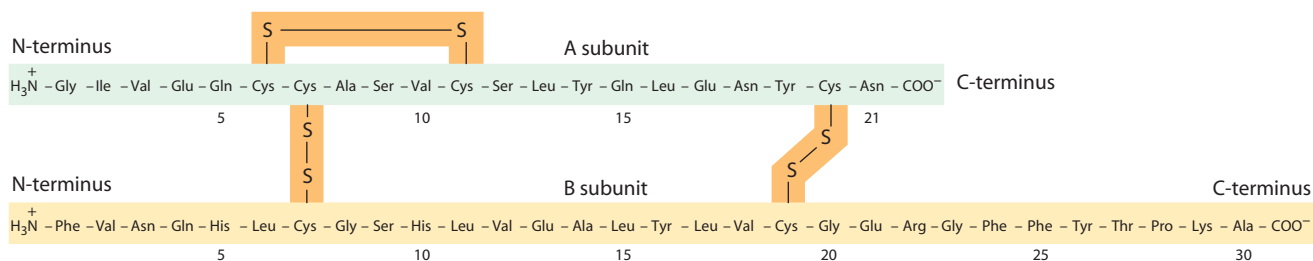 S S
N-terminus A subunit
+
H₃N – Gly – Ile – Val – Glu – Gln – Cys – Cys – Ala – Ser – Val – Cys – Ser – Leu – Tyr – Gln – Leu – Glu – Asn – Tyr – Cys – Asn – COO⁻ C-terminus
5 10 15 21
S S
S S
N-terminus B subunit C-terminus
+
H₃N – Phe – Val – Asn – Gln – His – Leu – Cys – Gly – Ser – His – Leu – Val – Glu – Ala – Leu – Tyr – Leu – Val – Cys – Gly – Glu – Arg – Gly – Phe – Phe – Tyr – Thr – Pro – Lys – Ala – COO⁻
5 10 15 20 25 30